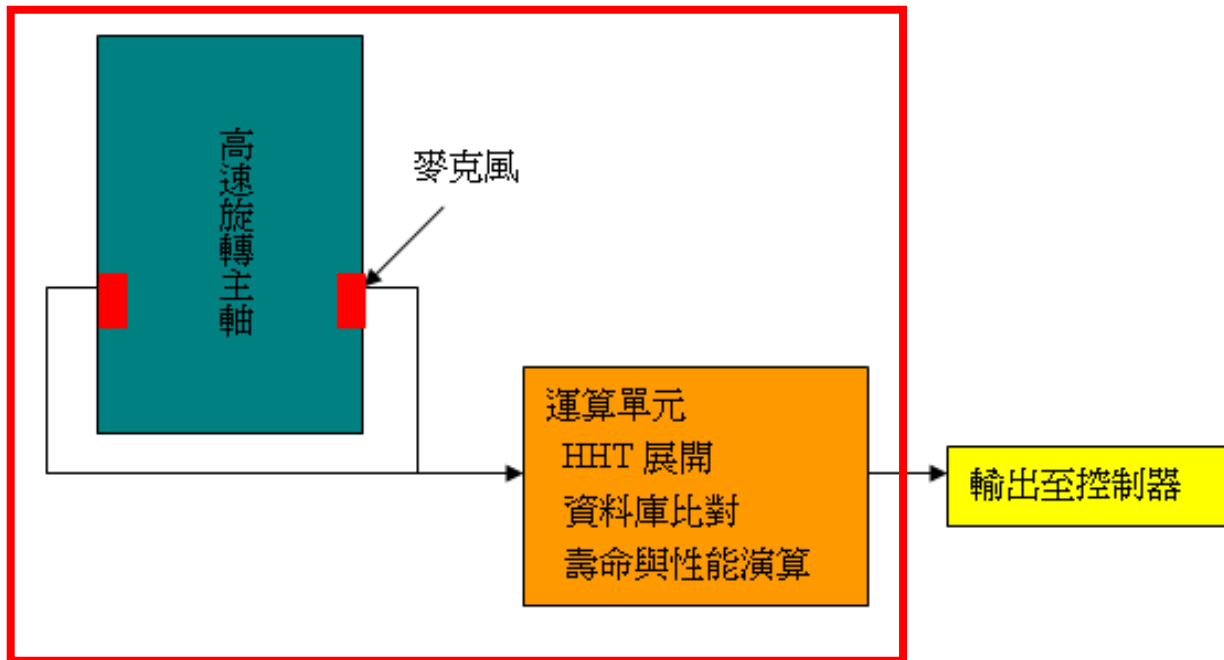 高速旋轉主軸
麥克風
運算單元
HHT 展開
資料庫比對
壽命與性能演算
輸出至控制器